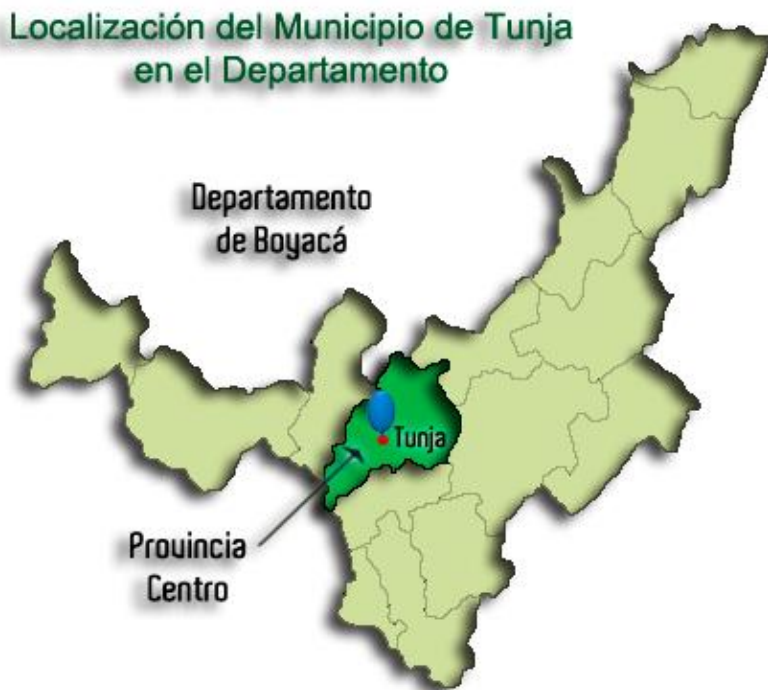 Localización del Municipio de Tunja
en el Departamento
Departamento
de Boyacá
Tunja
Provincia
Centro